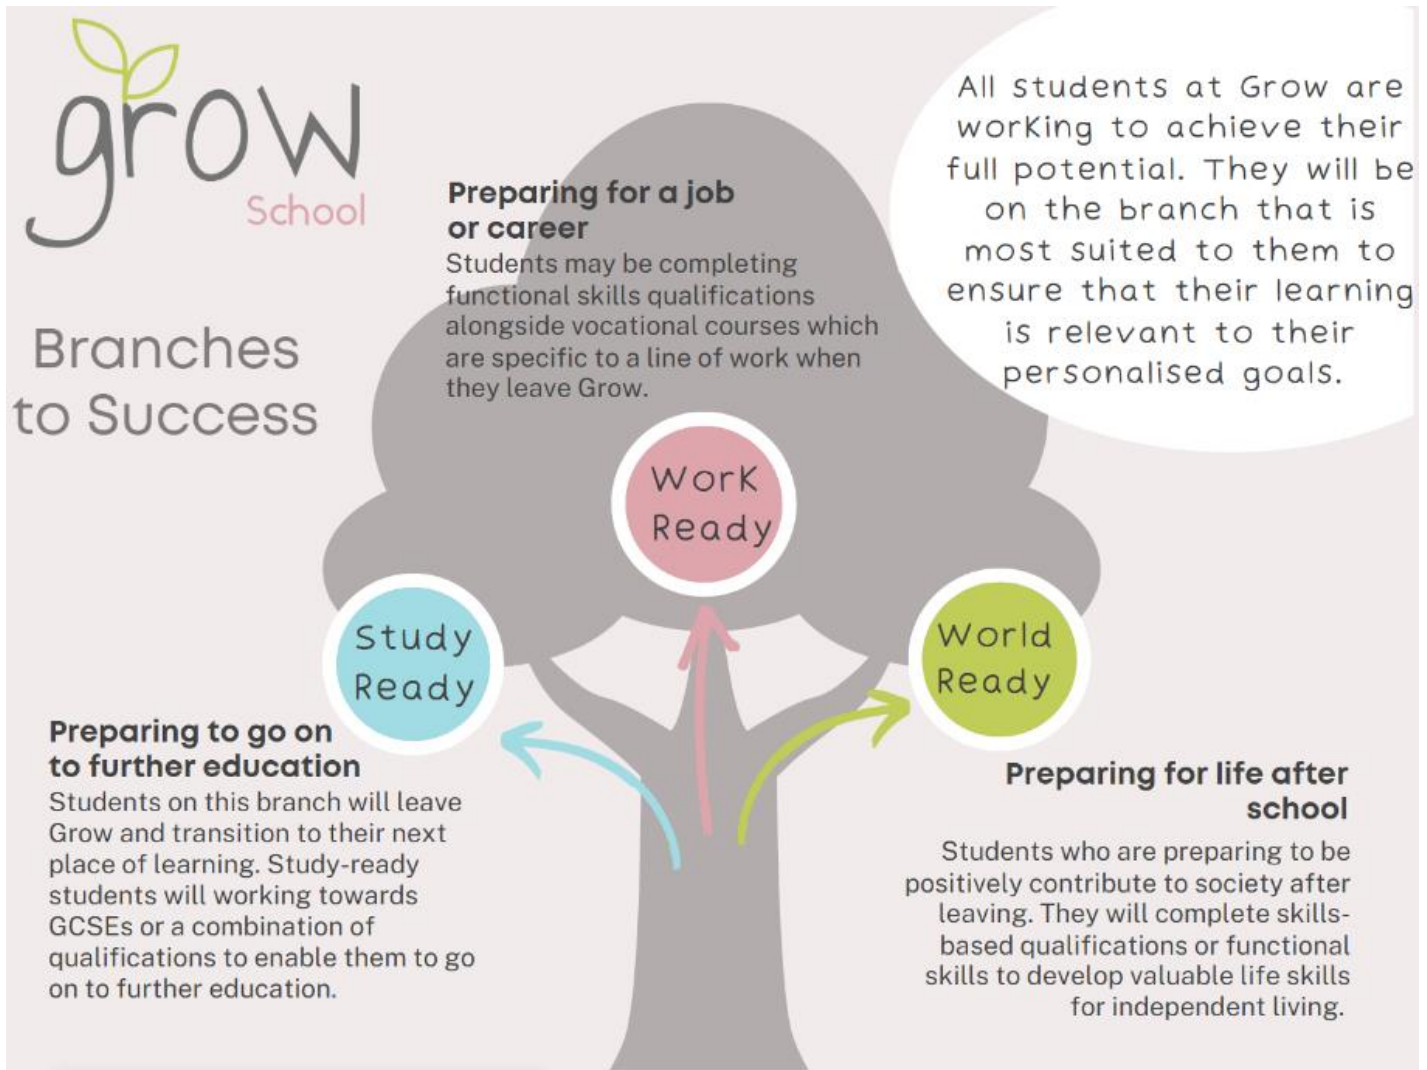 grow
School
Branches
to Success
All students at Grow are
working to achieve their
full potential. They will be
on the branch that is
most suited to them to
ensure that their learning
is relevant to their
personalised goals.
Preparing for a job
or career
Students may be completing
functional skills qualifications
alongside vocational courses which
are specific to a line of work when
they leave Grow.
Work
Ready
Study
Ready
World
Ready
Preparing to go on
to further education
Students on this branch will leave
Grow and transition to their next
place of learning. Study-ready
students will working towards
GCSEs or a combination of
qualifications to enable them to go
on to further education.
Preparing for life after
school
Students who are preparing to be
positively contribute to society after
leaving. They will complete skills-
based qualifications or functional
skills to develop valuable life skills
for independent living.